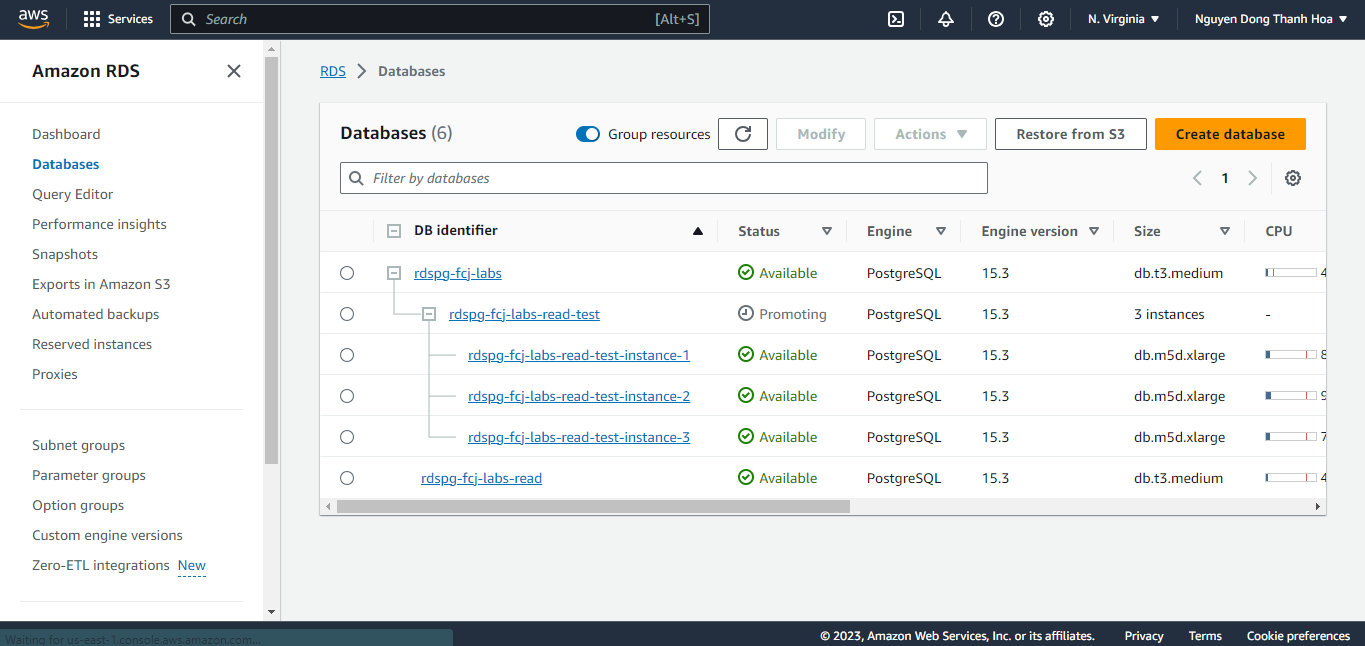 aws Services Search [Alt+S] N. Virginia Nguyen Dong Thanh Hoa
Amazon RDS
Dashboard
Databases
Query Editor
Performance insights
Snapshots
Exports in Amazon S3
Automated backups
Reserved instances
Proxies
Subnet groups
Parameter groups
Option groups
Custom engine versions
Zero-ETL integrations New
RDS Databases
Databases (6) Group resources Modify Actions Restore from S3 Create database
Filter by databases 1
DB identifier Status Engine Engine version Size CPU
rdspg-fcj-labs Available PostgreSQL 15.3 db.t3.medium 4
rdspg-fcj-labs-read-test Promoting PostgreSQL 15.3 3 instances -
rdspg-fcj-labs-read-test-instance-1 Available PostgreSQL 15.3 db.m5d.xlarge 8
rdspg-fcj-labs-read-test-instance-2 Available PostgreSQL 15.3 db.m5d.xlarge 9
rdspg-fcj-labs-read-test-instance-3 Available PostgreSQL 15.3 db.m5d.xlarge 7
rdspg-fcj-labs-read Available PostgreSQL 15.3 db.t3.medium 4
Waiting for us-east-1.console.aws.amazon.com...
© 2023, Amazon Web Services, Inc. or its affiliates. Privacy Terms Cookie preferences